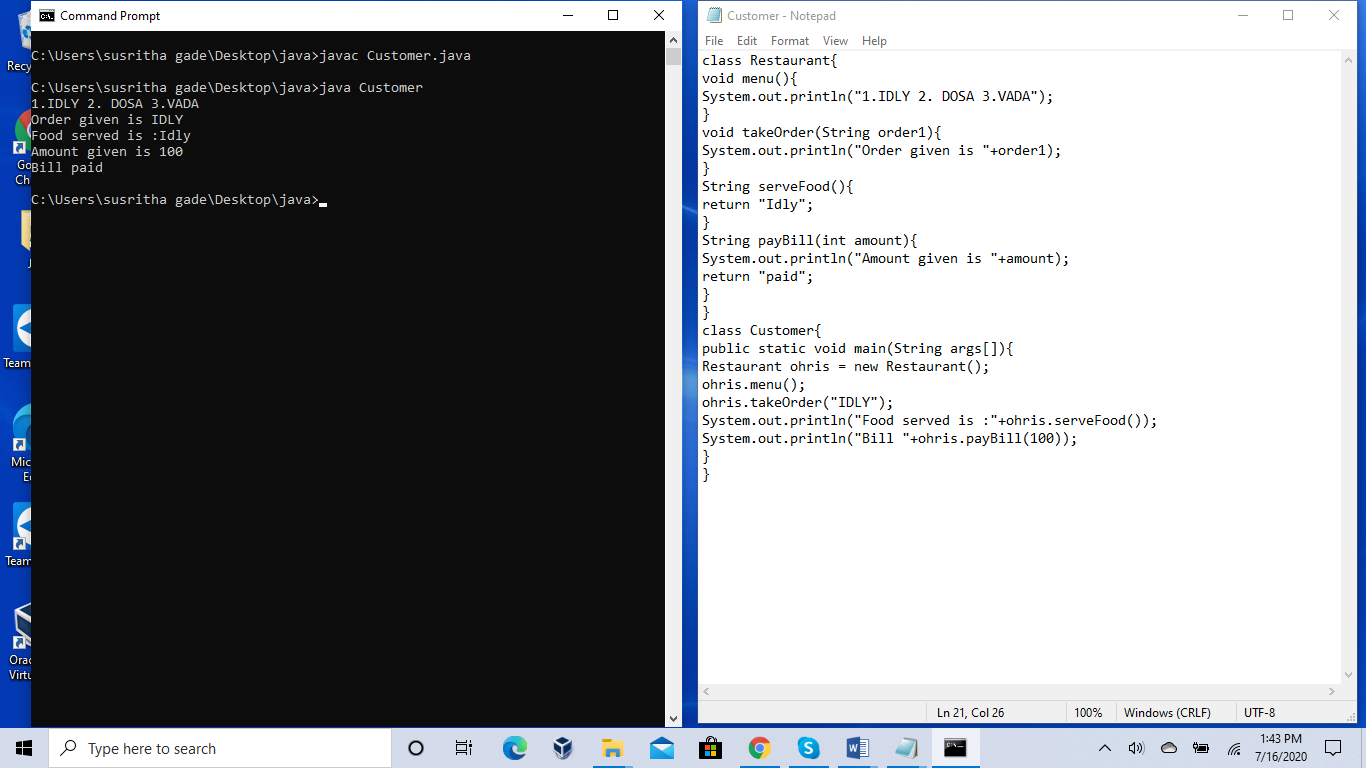 Command Prompt
C:\Users\susritha gade\Desktop\java>javac Customer.java
C:\Users\susritha gade\Desktop\java>java Customer
1.IDLY 2. DOSA 3.VADA
Order given is IDLY
Food served is :Idly
Amount given is 100
Bill paid
C:\Users\susritha gade\Desktop\java>
Customer - Notepad
File Edit Format View Help
class Restaurant{
void menu(){
System.out.println("1.IDLY 2. DOSA 3.VADA");
}
void takeOrder(String order1){
System.out.println("Order given is "+order1);
}
String serveFood(){
return "Idly";
}
String payBill(int amount){
System.out.println("Amount given is "+amount);
return "paid";
}
}
class Customer{
public static void main(String args[]){
Restaurant ohris = new Restaurant();
ohris.menu();
ohris.takeOrder("IDLY");
System.out.println("Food served is :"+ohris.serveFood());
System.out.println("Bill "+ohris.payBill(100));
}
}
Ln 21, Col 26 100% Windows (CRLF) UTF-8
Recy
Go
Ch
Team
Mic
E
Team
Orac
Virtu
Type here to search
1:43 PM
7/16/2020